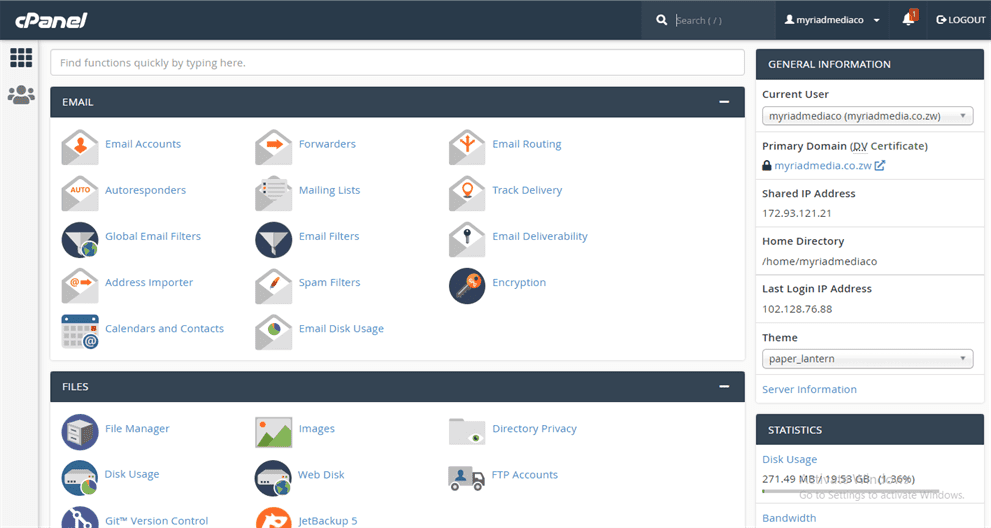 cPanel
Search ( / )
myriadmediaco
1
LOGOUT
Find functions quickly by typing here.
EMAIL
Email Accounts
Forwarders
Email Routing
AUTO
Autoresponders
Mailing Lists
Track Delivery
Global Email Filters
Email Filters
Email Deliverability
Address Importer
Spam Filters
Encryption
Calendars and Contacts
Email Disk Usage
FILES
File Manager
Images
Directory Privacy
Disk Usage
Web Disk
FTP Accounts
Git™ Version Control
JetBackup 5
GENERAL INFORMATION
Current User
myriadmediaco (myriadmedia.co.zw)
Primary Domain (DV Certificate)
myriadmedia.co.zw
Shared IP Address
172.93.121.21
Home Directory
/home/myriadmediaco
Last Login IP Address
102.128.76.88
Theme
paper_lantern
Server Information
STATISTICS
Disk Usage
271.49 MB / 19.53 GB (1.36%)
Activate Windows
Go to Settings to activate Windows.
Bandwidth